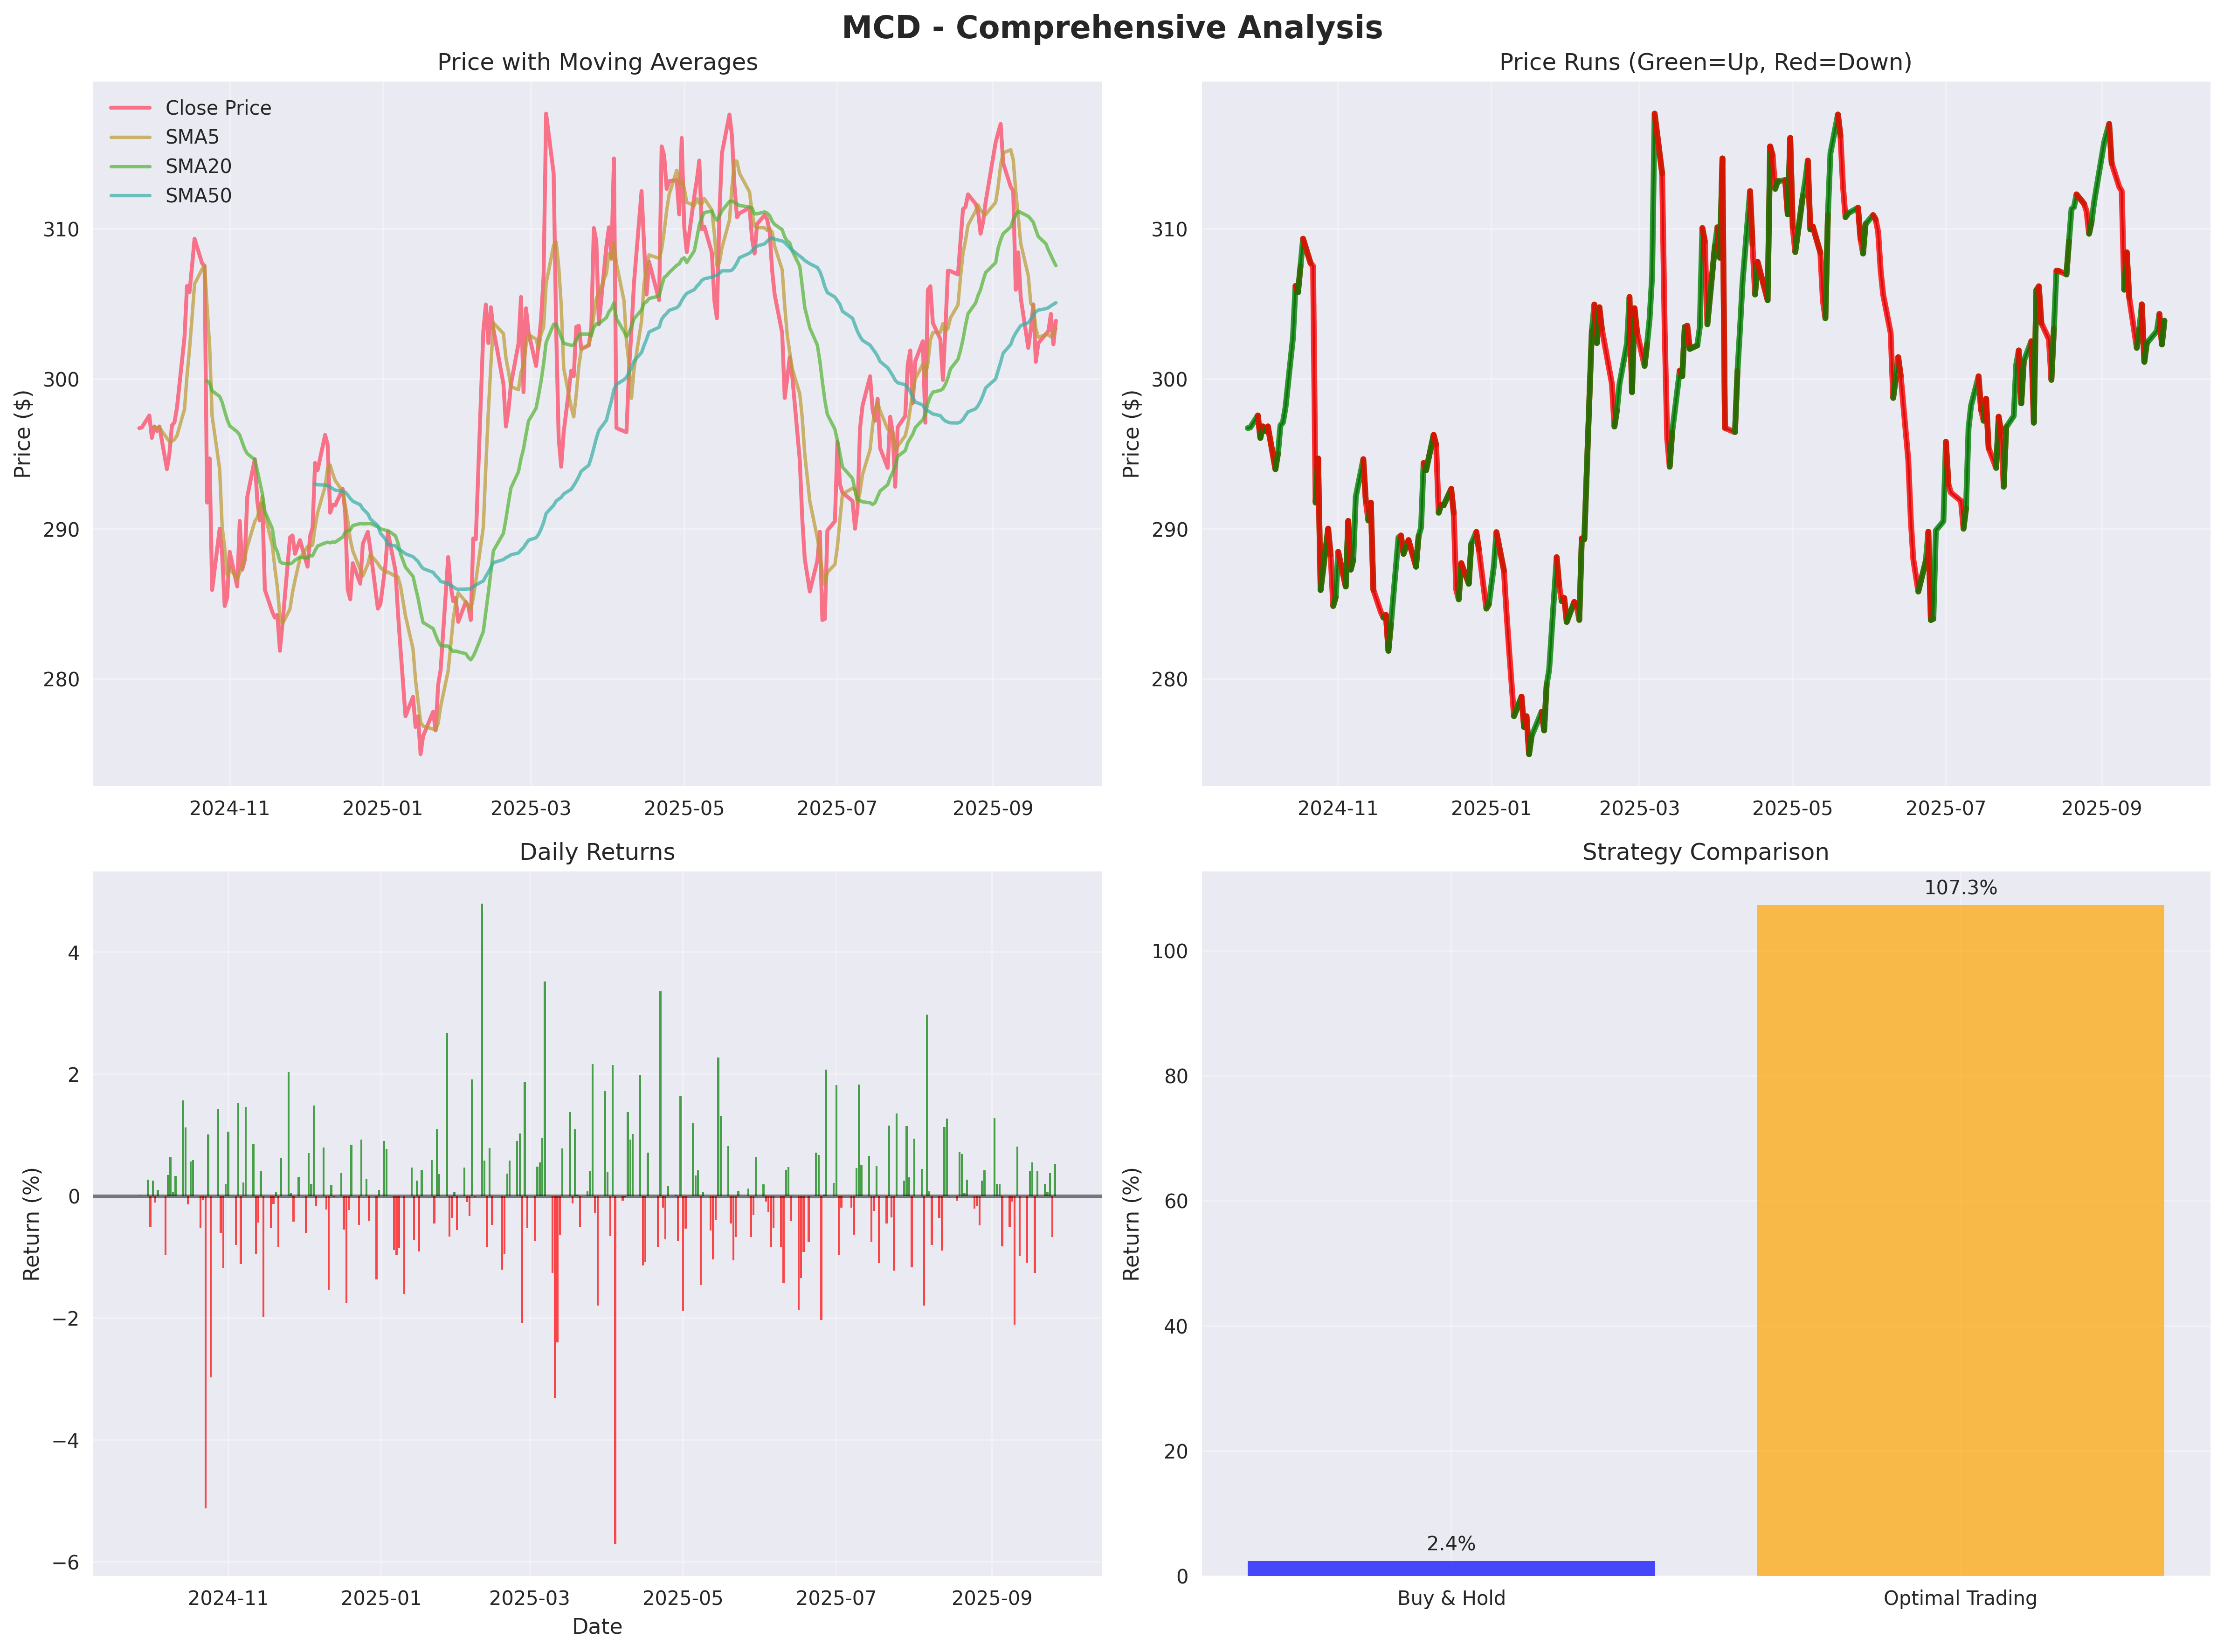 MCD - Comprehensive Analysis
Price with Moving Averages
Close Price
SMA5
SMA20
SMA50
Price ($)
310
300
290
280
2024-11 2025-01 2025-03 2025-05 2025-07 2025-09
Price Runs (Green=Up, Red=Down)
Price ($)
310
300
290
280
2024-11 2025-01 2025-03 2025-05 2025-07 2025-09
Daily Returns
Return (%)
4
2
0
−2
−4
−6
2024-11 2025-01 2025-03 2025-05 2025-07 2025-09
Date
Strategy Comparison
Return (%)
107.3%
100
80
60
40
20
2.4%
0
Buy & Hold Optimal Trading